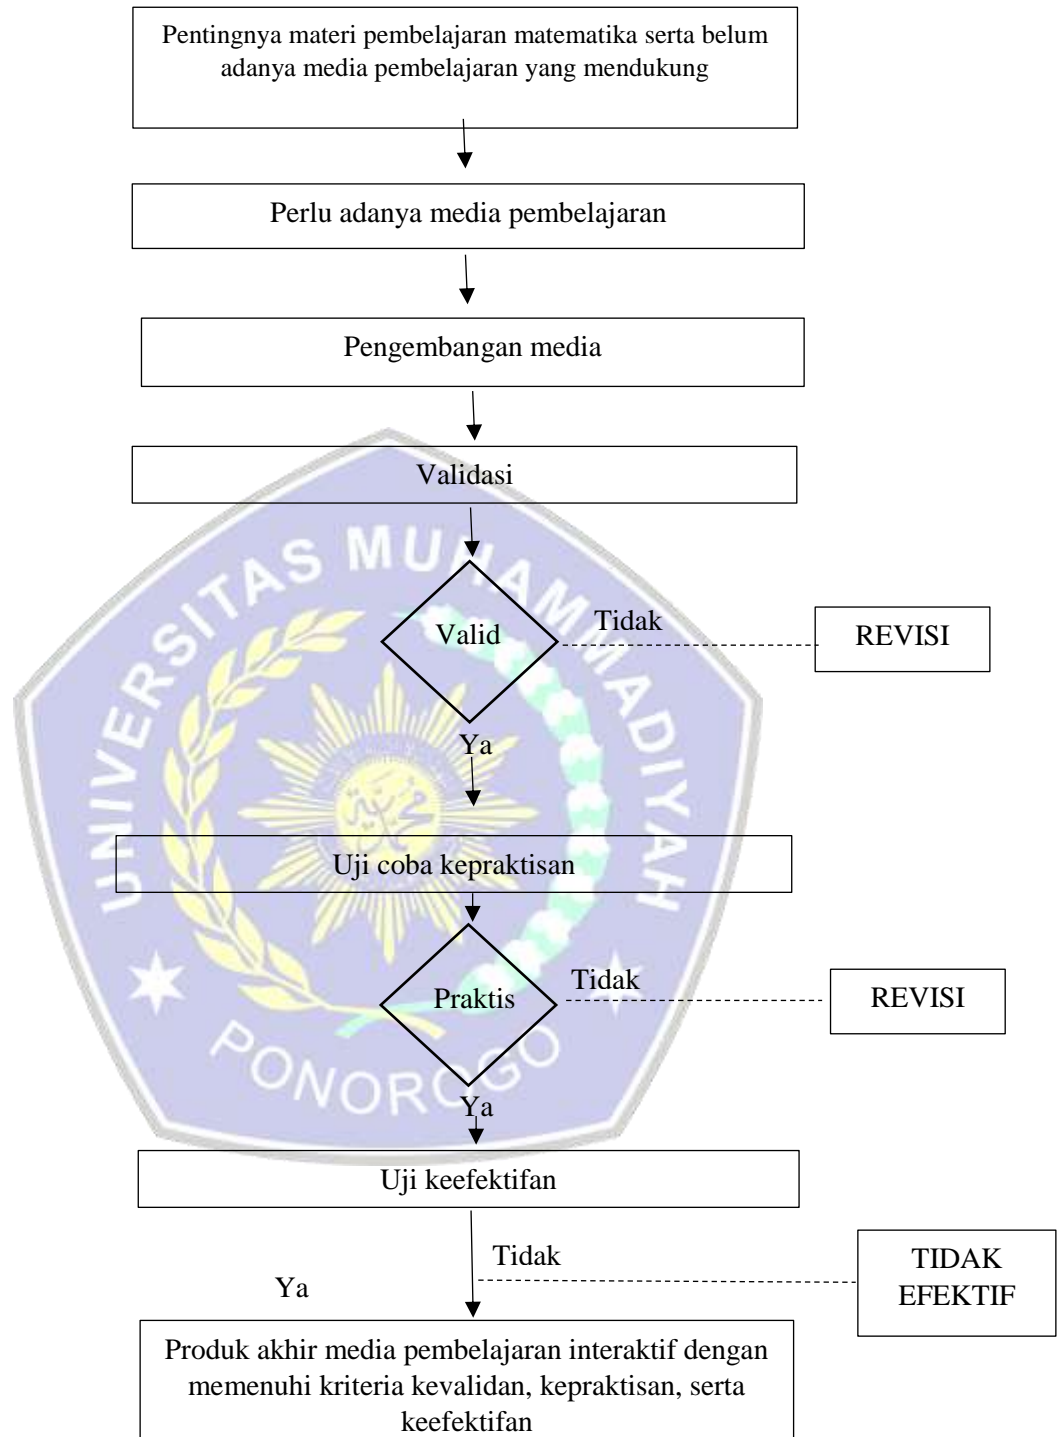 Pentingnya materi pembelajaran matematika serta belum
adanya media pembelajaran yang mendukung
Perlu adanya media pembelajaran
Pengembangan media
Validasi
UNIVERSITAS MUHAMMADIYAH
Valid
Tidak
REVISI
Ya
Uji coba kepraktisan
Praktis
Tidak
REVISI
PONOROGO
Ya
Uji keefektifan
Tidak
Ya
TIDAK
EFEKTIF
Produk akhir media pembelajaran interaktif dengan
memenuhi kriteria kevalidan, kepraktisan, serta
keefektifan